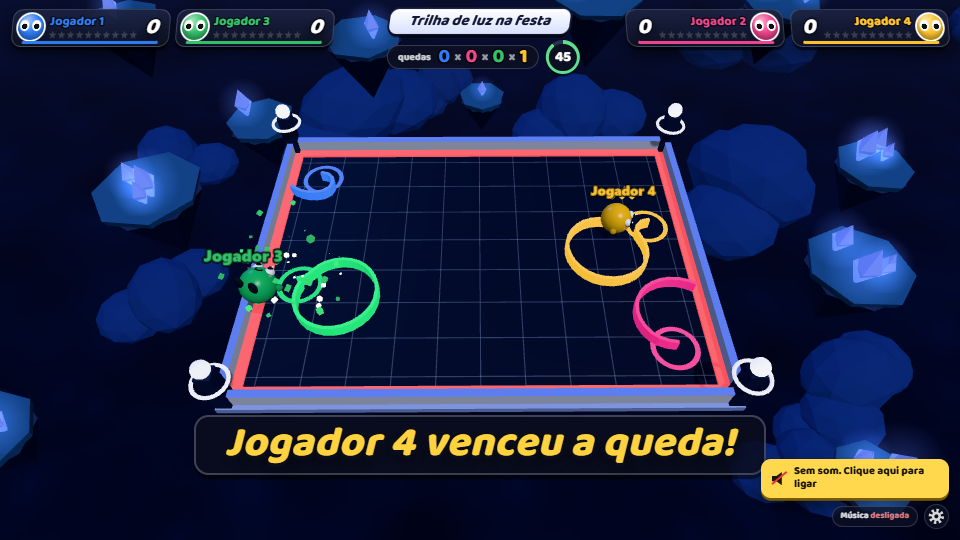 Jogador 1 0
Jogador 3 0
Trilha de luz na festa
0 Jogador 2
0 Jogador 4
quedas 0 x 0 x 0 x 1
45
Jogador 4
Jogador 3
Jogador 4 venceu a queda!
Sem som. Clique aqui para
ligar
Música desligada